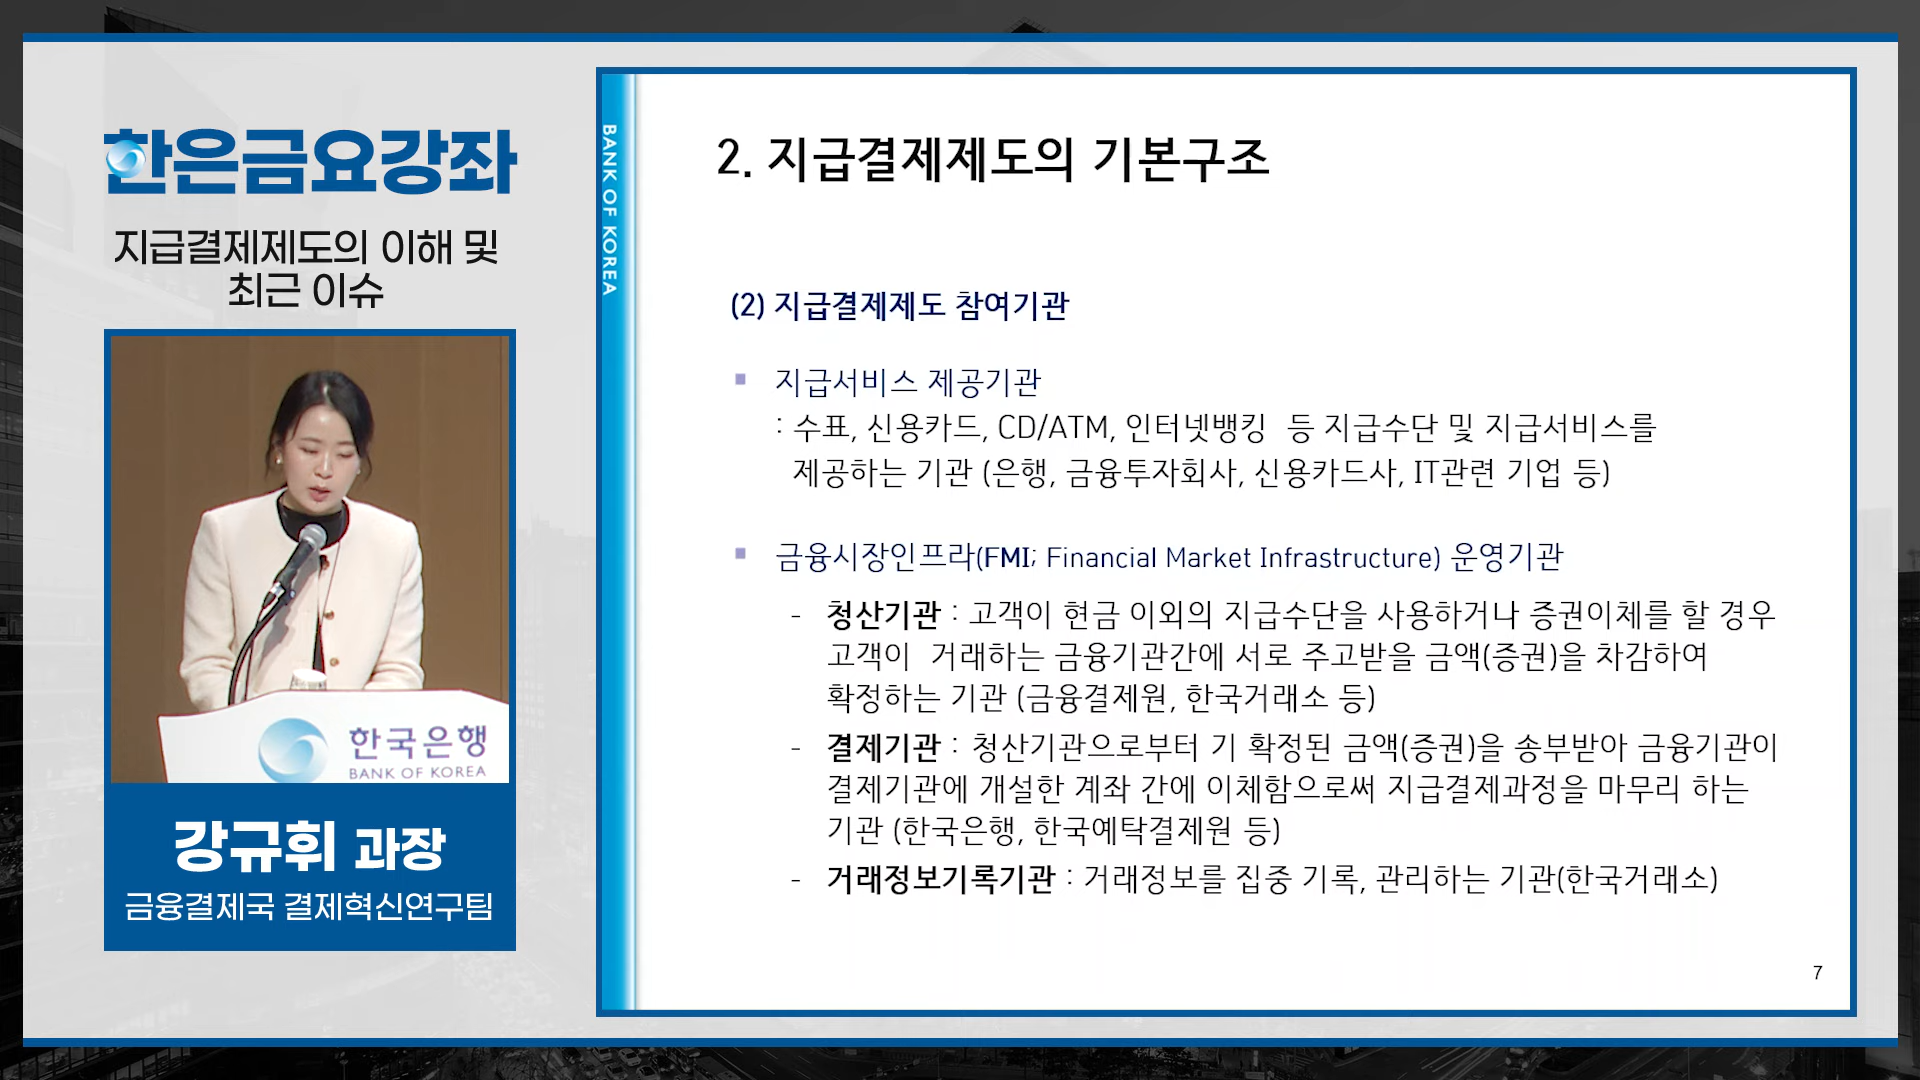 한은금요강좌
지급결제제도의 이해 및
최근 이슈
한국은행
BANK OF KOREA
강규휘 과장
금융결제국 결제혁신연구팀
BANK OF KOREA
2. 지급결제제도의 기본구조
(2) 지급결제제도 참여기관
▪ 지급서비스 제공기관
: 수표, 신용카드, CD/ATM, 인터넷뱅킹 등 지급수단 및 지급서비스를
제공하는 기관 (은행, 금융투자회사, 신용카드사, IT관련 기업 등)
▪ 금융시장인프라(FMI; Financial Market Infrastructure) 운영기관
- 청산기관 : 고객이 현금 이외의 지급수단을 사용하거나 증권이체를 할 경우
고객이 거래하는 금융기관간에 서로 주고받을 금액(증권)을 차감하여
확정하는 기관 (금융결제원, 한국거래소 등)
- 결제기관 : 청산기관으로부터 기 확정된 금액(증권)을 송부받아 금융기관이
결제기관에 개설한 계좌 간에 이체함으로써 지급결제과정을 마무리 하는
기관 (한국은행, 한국예탁결제원 등)
- 거래정보기록기관 : 거래정보를 집중 기록, 관리하는 기관(한국거래소)
7